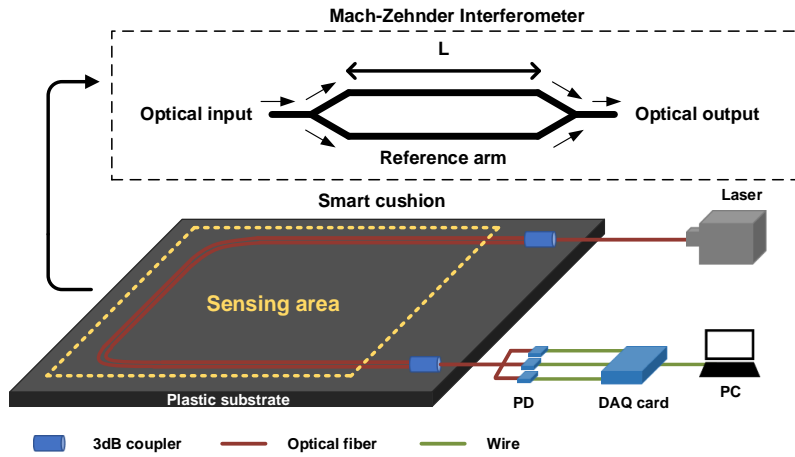 Mach-Zehnder Interferometer
L
Optical input
Optical output
Reference arm
Smart cushion
Laser
Sensing area
Plastic substrate
PD
DAQ card
PC
3dB coupler
Optical fiber
Wire